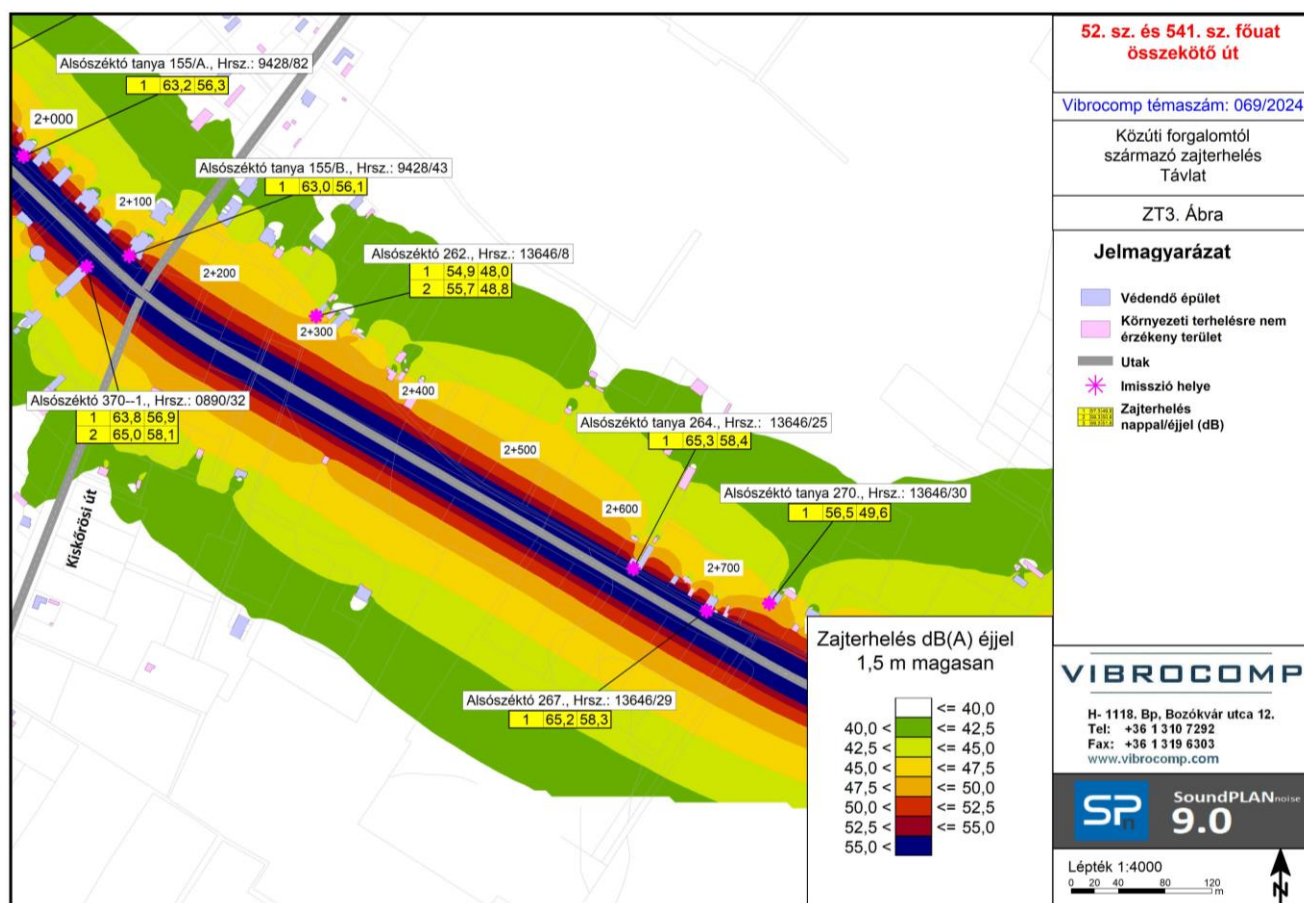 Alsószéktó tanya 155/A., Hrsz.: 9428/82
1 63,2 56,3
2+000
Alsószéktó tanya 155/B., Hrsz.: 9428/43
1 63,0 56,1
2+100
Alsószéktó 262., Hrsz.: 13646/8
1 54,9 48,0
2 55,7 48,8
2+200
2+300
2+400
Alsószéktó 370--1., Hrsz.: 0890/32
1 63,8 56,9
2 65,0 58,1
Alsószéktó tanya 264., Hrsz.: 13646/25
1 65,3 58,4
2+500
Alsószéktó tanya 270., Hrsz.: 13646/30
1 56,5 49,6
2+600
2+700
Kiskőrösi út
Alsószéktó 267., Hrsz.: 13646/29
1 65,2 58,3
Zajterhelés dB(A) éjjel
1,5 m magasan
<= 40,0
40,0 < <= 42,5
42,5 < <= 45,0
45,0 < <= 47,5
47,5 < <= 50,0
50,0 < <= 52,5
52,5 < <= 55,0
55,0 <
52. sz. és 541. sz. főuat
összekötő út
Vibrocomp témaszám: 069/2024
Közúti forgalomtól
származó zajterhelés
Távlat
ZT3. Ábra
Jelmagyarázat
Védendő épület
Környezeti terhelésre nem
érzékeny terület
Utak
Imisszió helye
Zajterhelés
nappal/éjjel (dB)
VIBROCOMP
H- 1118. Bp, Bozókvár utca 12.
Tel: +36 1 310 7292
Fax: +36 1 319 6303
www.vibrocomp.com
SPn
SoundPLANnoise
9.0
Lépték 1:4000
0 20 40 80 120
m
N